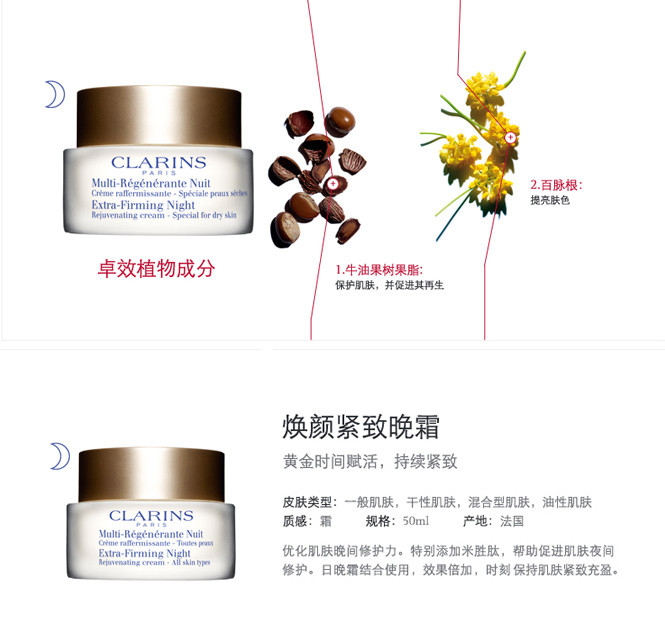 CLARINS
PARIS
Multi-Régénérante Nuit
Crème raffermissante - Spéciale peaux sèches
Extra-Firming Night
Rejuvenating cream - Special for dry skin
卓效植物成分
1.牛油果树果脂:
保护肌肤，并促进其再生
2.百脉根:
提亮肤色
CLARINS
PARIS
Multi-Régénérante Nuit
Crème raffermissante - Toutes peaux
Extra-Firming Night
Rejuvenating cream - All skin types
焕颜紧致晚霜
黄金时间赋活，持续紧致
皮肤类型：一般肌肤，干性肌肤，混合型肌肤，油性肌肤
质感：霜 规格：50ml 产地：法国
优化肌肤晚间修护力。特别添加米胜肽，帮助促进肌肤夜间
修护。日晚霜结合使用，效果倍加，时刻保持肌肤紧致充盈。